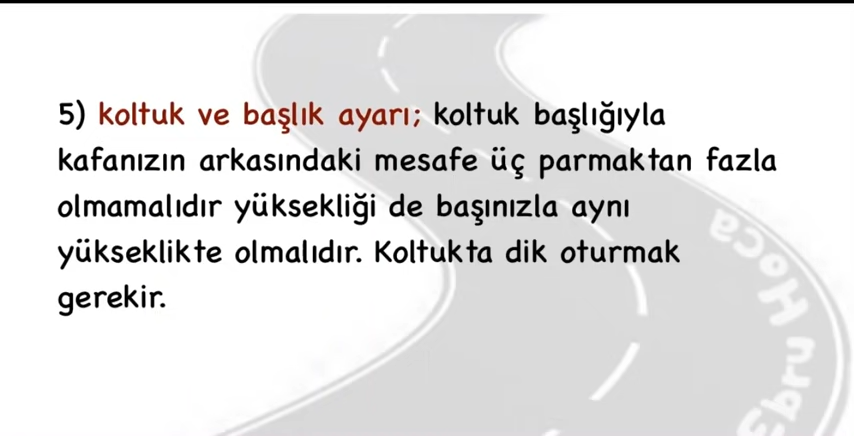 5) koltuk ve başlık ayarı; koltuk başlığıyla
kafanızın arkasındaki mesafe üç parmaktan fazla
olmamalıdır yüksekliği de başınızla aynı
yükseklikte olmalıdır. Koltukta dik oturmak
gerekir.
Ebru Hoca